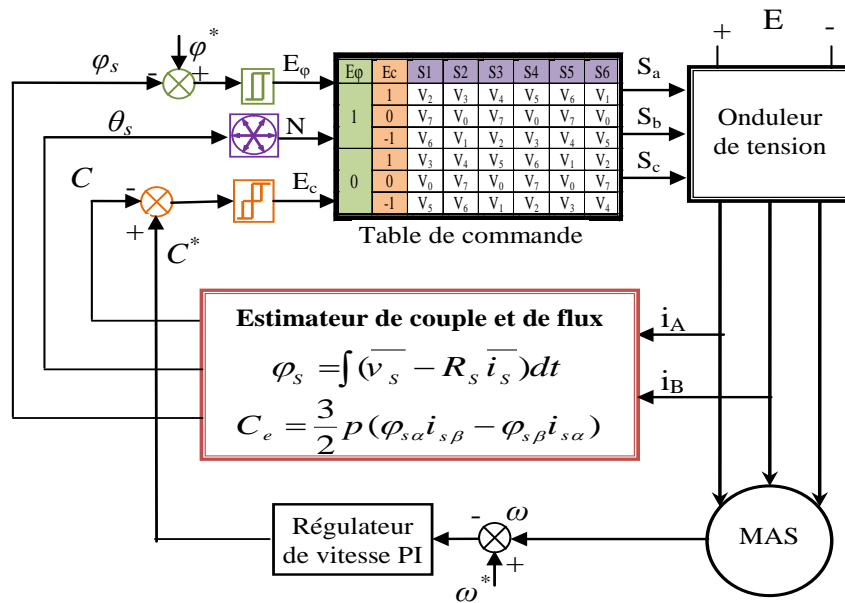 E
+ -
φ*
φs
- +
Eφ
Eφ Ec S1 S2 S3 S4 S5 S6
1 1 V2 V3 V4 V5 V6 V1
0 V7 V0 V7 V0 V7 V0
-1 V6 V1 V2 V3 V4 V5
0 1 V3 V4 V5 V6 V1 V2
0 V0 V7 V0 V7 V0 V7
-1 V5 V6 V1 V2 V3 V4
Sa
Sb
Sc
Onduleur
de tension
θs
N
C
-
+
Ec
C*
Table de commande
Estimateur de couple et de flux
φs = ∫(vs − Rs is)dt
Ce = 3/2 p(φsα isβ − φsβ isα)
iA
iB
Régulateur
de vitesse PI
-
ω
+
ω*
MAS